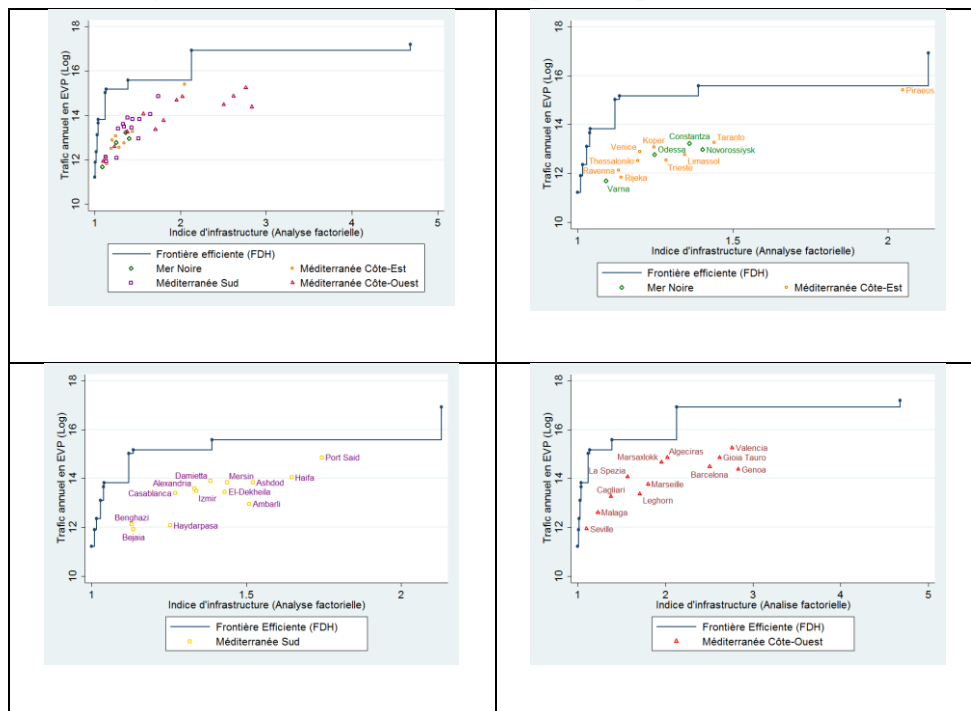 Trafic annuel en EVP (Log)
18
16
14
12
10
1
2
3
4
5
Indice d'infrastructure (Analyse factorielle)
Frontière efficiente (FDH)
Mer Noire
Méditerranée Côte-Est
Méditerranée Sud
Méditerranée Côte-Ouest
Trafic annuel en EVP (Log)
18
16
14
12
10
Piraeus
Constantza
Taranto
Venice
Koper
Odessa
Novorossiysk
Thessaloniki
Limassol
Ravenna
Trieste
Rijeka
Varna
1
1.5
2
Indice d'infrastructure (Annalyse factorielle)
Frontière efficiente (FDH)
Mer Noire
Méditerranée Côte-Est
Trafic annuel en EVP (Log)
18
16
14
12
10
Port Said
Damietta
Mersin
Haifa
Alexandria
Ashdod
Casablanca
Izmir
El-Dekheila
Ambarli
Benghazi
Haydarpasa
Bejaia
1
1.5
2
Indice d'infrastructure (Analyse factorielle)
Frontière Efficiente (FDH)
Méditerranée Sud
Trafic annuel en EVP (Log)
18
16
14
12
10
Algeciras
Valencia
Marsaxlokk
Gioia Tauro
La Spezia
Barcelona
Genoa
Marseille
Cagliari
Leghorn
Malaga
Seville
1
2
3
4
5
Indice d'infrastructure (Analise factorielle)
Frontière Efficiente (FDH)
Méditerranée Côte-Ouest